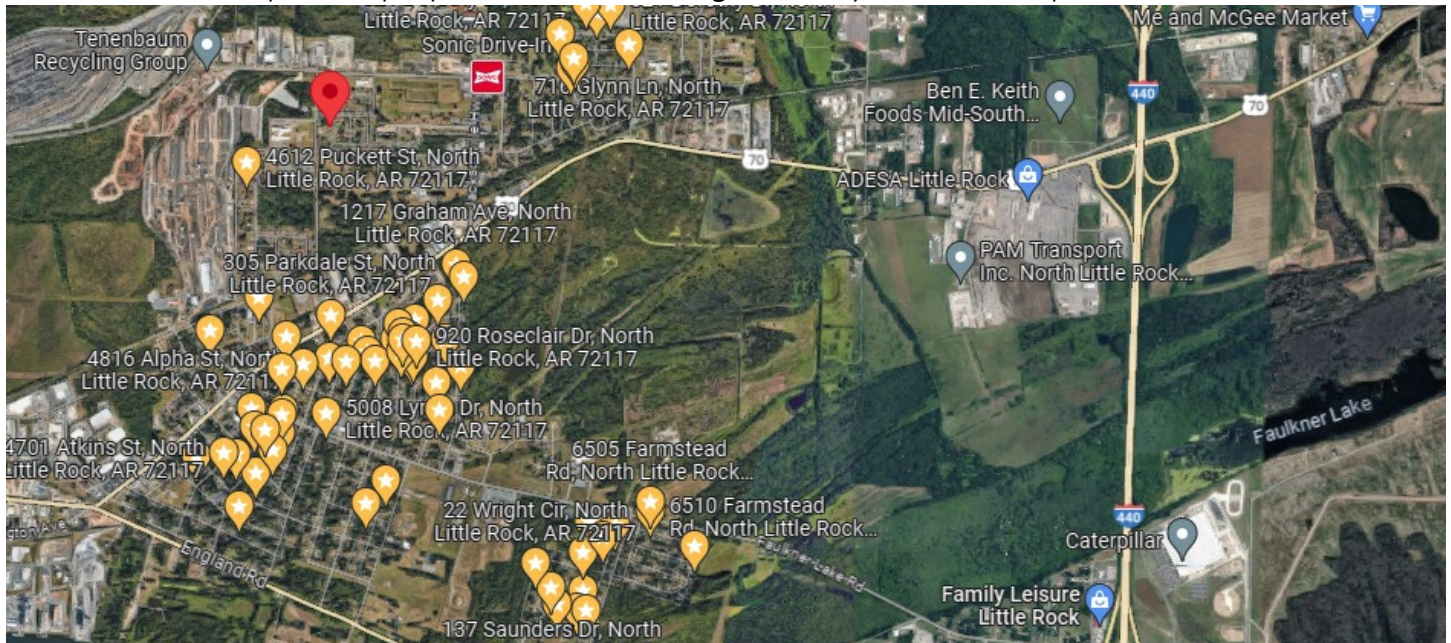 Little Rock, AR 72117
Little Rock, AR 72117
Me and McGee Market
Tenenbaum
Recycling Group
Sonic Drive-In
SONIC
Glynn Ln, North
Little Rock, AR 72117
Ben E. Keith
Foods Mid-South...
440
70
70
4612 Puckett St, North
Little Rock, AR 72117
ADESA Little Rock
1217 Graham Ave, North
Little Rock, AR 72117
PAM Transport
Inc. North Little Rock...
305 Parkdale St, North
Little Rock, AR 72117
920 Roseclair Dr, North
Little Rock, AR 72117
4816 Alpha St, North
Little Rock, AR 72117
5008 Dr, North
Little Rock, AR 72117
Faulkner Lake
4701 Atkins St, North
Little Rock, AR 72117
6505 Farmstead
Rd, North Little Rock...
6510 Farmstead
Rd, North Little Rock...
22 Wright Cir, North
Little Rock, AR 72117
440
Caterpillar
England Rd
Faulkner Lake Rd
Family Leisure
Little Rock
137 Saunders Dr, North